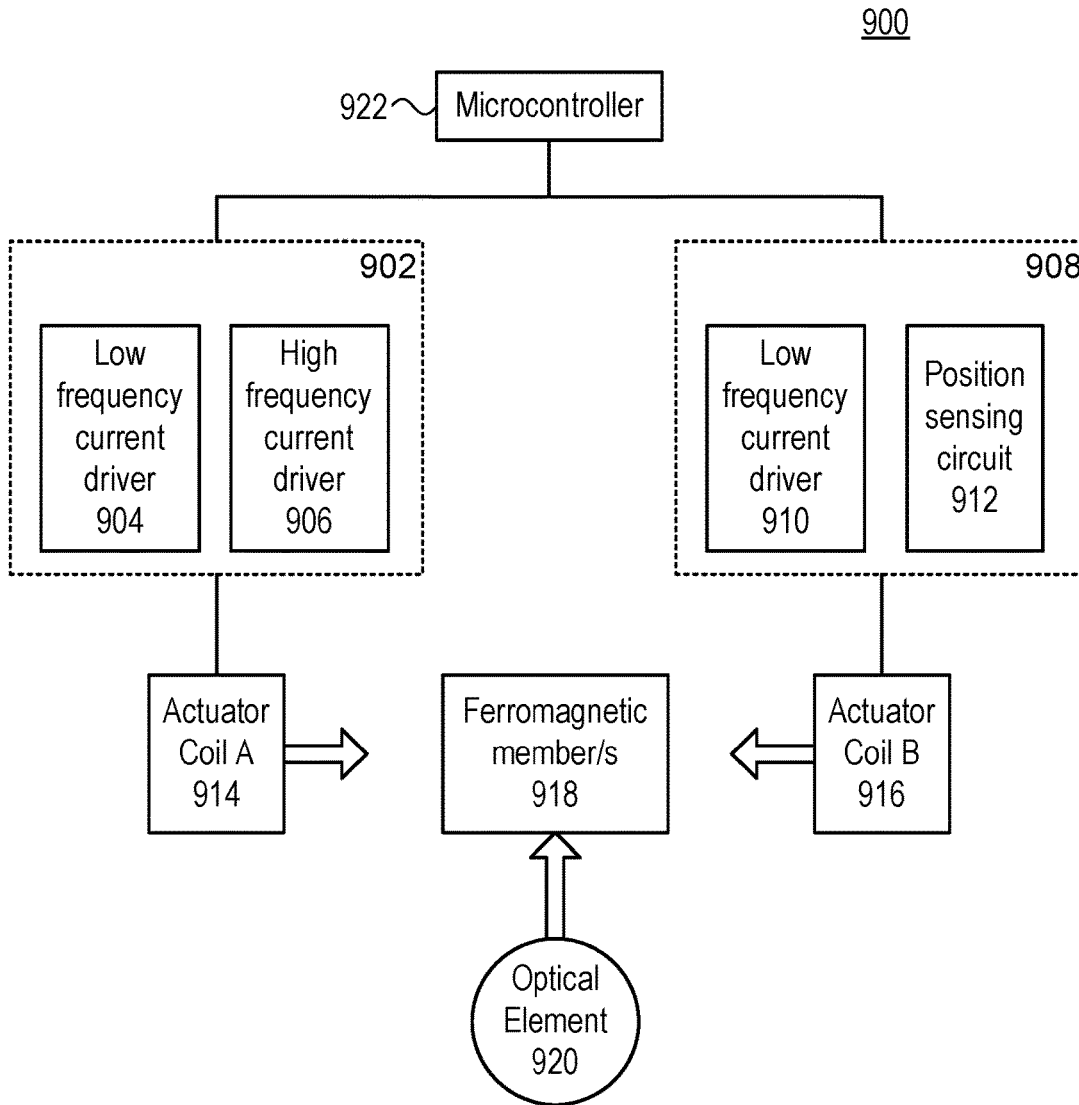 900
922
Microcontroller
902
908
Low
frequency
current
driver
904
High
frequency
current
driver
906
Low
frequency
current
driver
910
Position
sensing
circuit
912
Actuator
Coil A
914
Ferromagnetic
member/s
918
Actuator
Coil B
916
Optical
Element
920